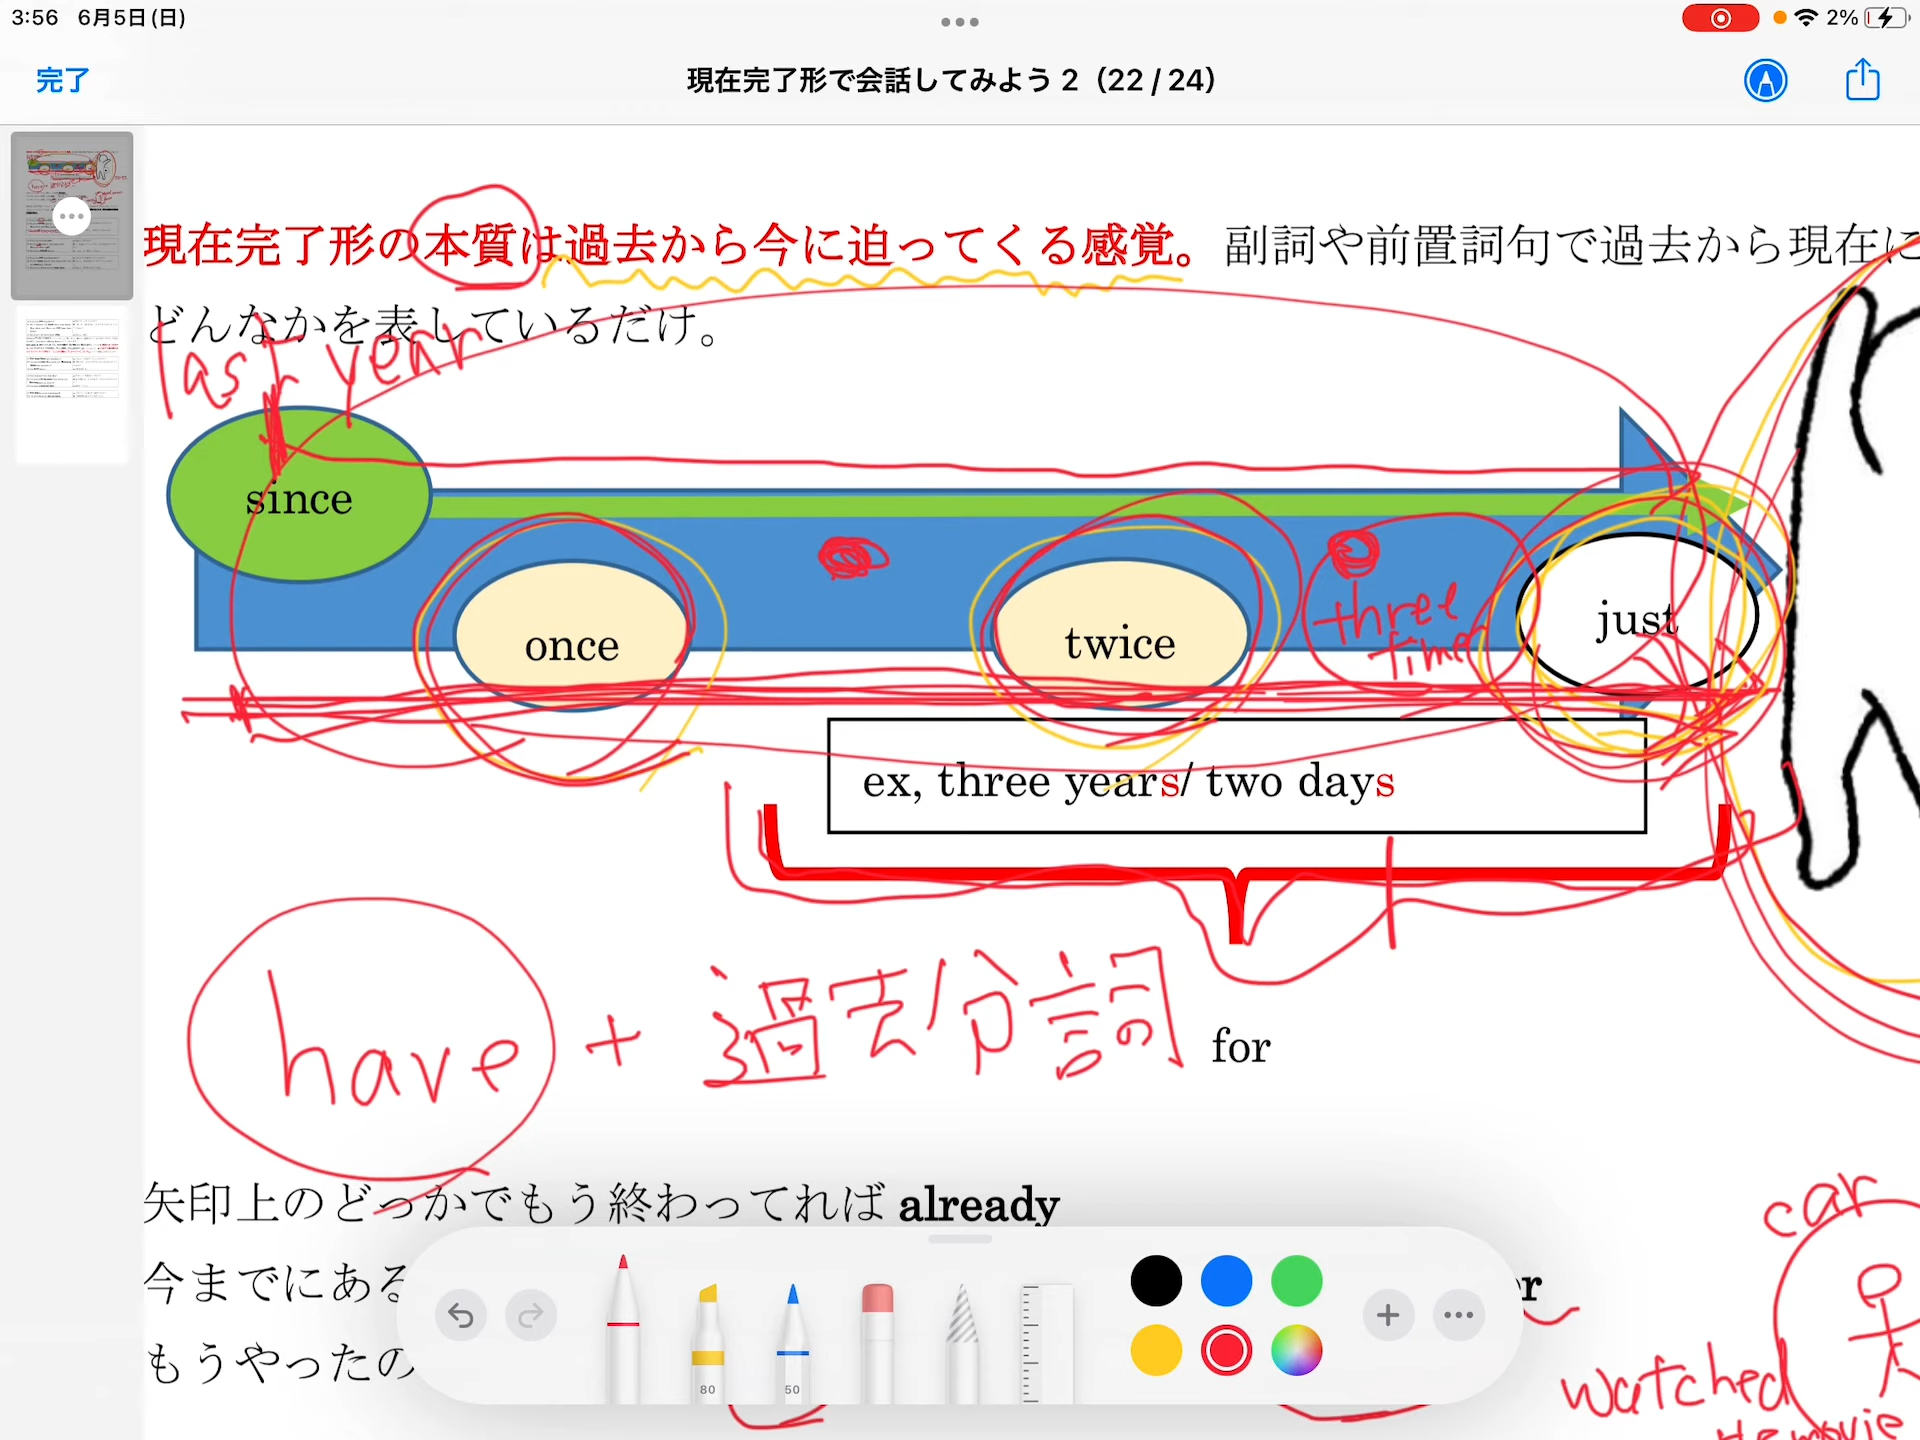 3:56 6月5日(日)
2%
完了
現在完了形で会話してみよう 2（22 / 24）
現在完了形の本質は過去から今に迫ってくる感覚。副詞や前置詞句で過去から現在に
どんなかを表しているだけ。
last year
since
once
twice
three
time
just
ex, three years/ two days
have + 過去分詞
for
矢印上のどっかでもう終わってれば already
car
今までにある
r
もうやったの
80
50
watched
the movie